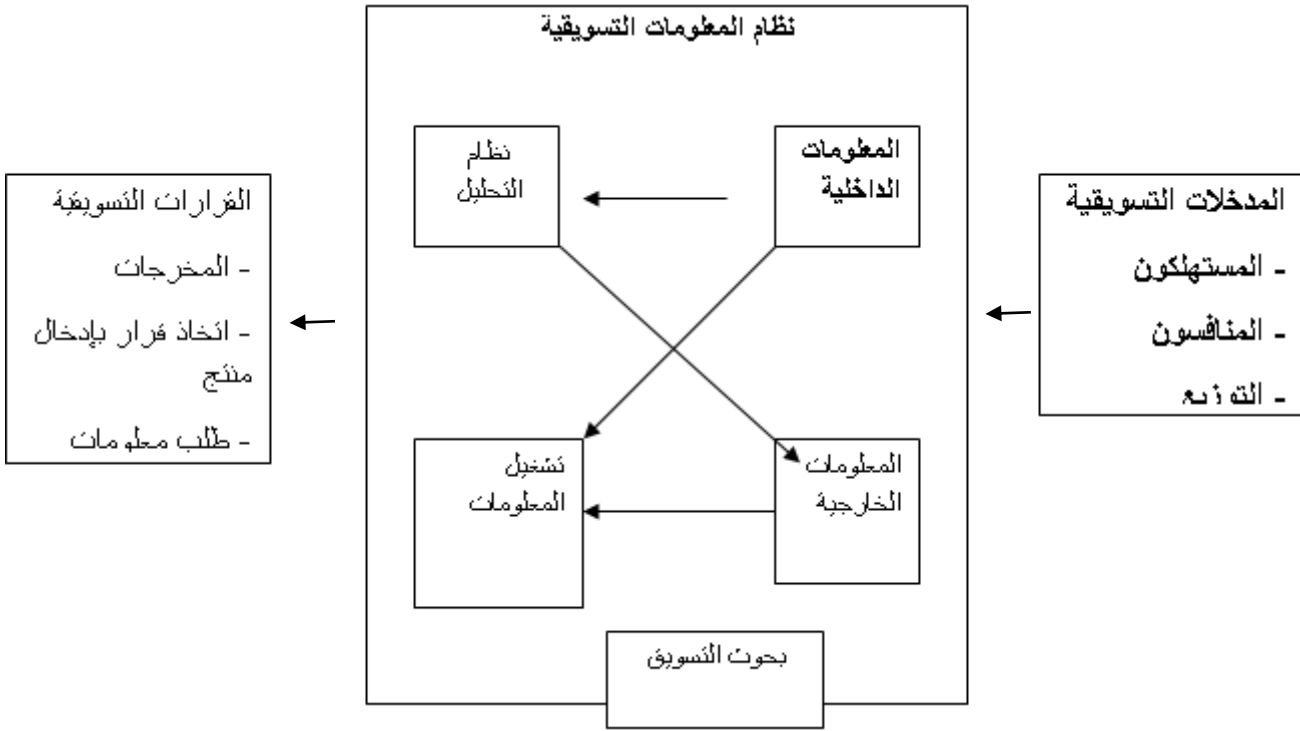 نظام المعلومات التسويقية
المدخلات التسويقية
- المستهلكون
- المنافسون
- التوزيع
المعلومات
الداخلية
نظام
التحليل
المعلومات
الخارجية
تشغيل
المعلومات
بحوث التسويق
القرارات التسويقية
- المخرجات
- اتخاذ قرار بإدخال
منتج
- طلب معلومات